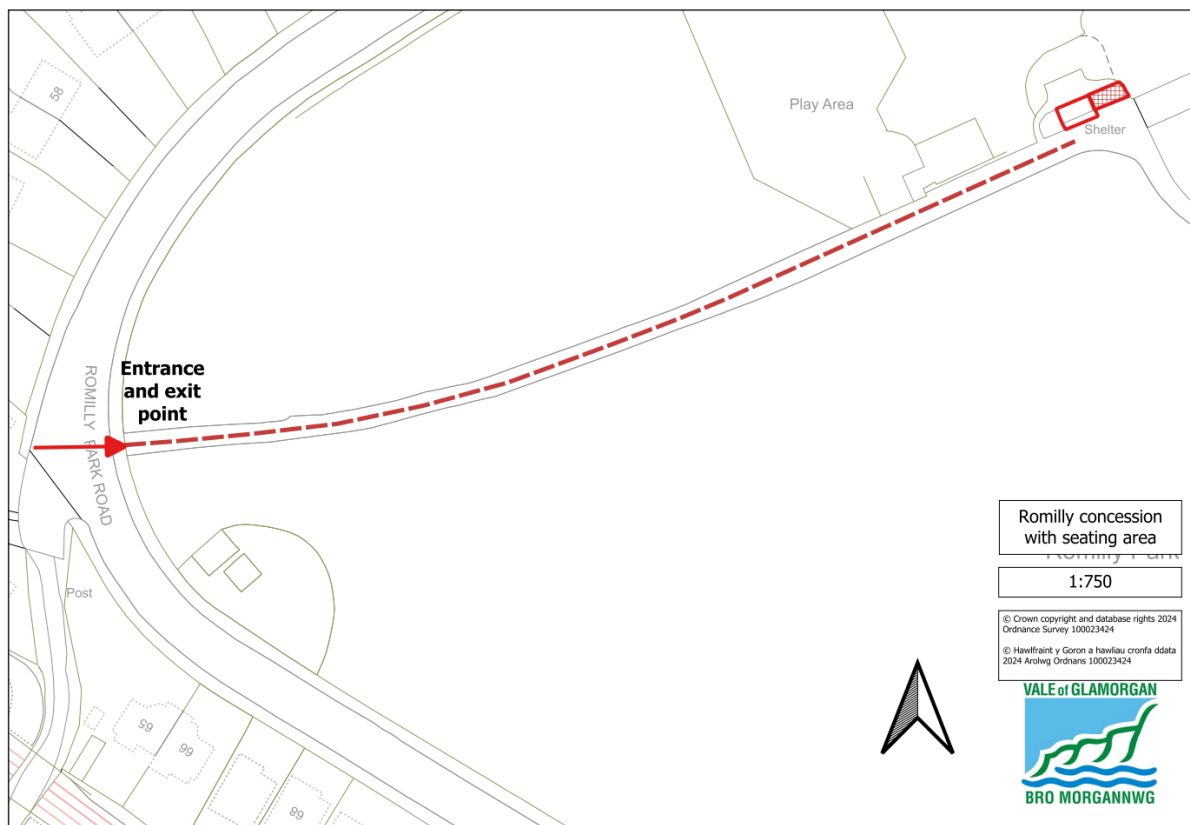 58
Play Area
Shelter
Entrance
and exit
point
ROMILLY PARK ROAD
Post
65
66
68
Romilly concession
with seating area
Romilly Park
1:750
© Crown copyright and database rights 2024
Ordnance Survey 100023424
© Hawlfraint y Goron a hawliau cronfa ddata
2024 Arolwg Ordnans 100023424
VALE of GLAMORGAN
BRO MORGANNWG